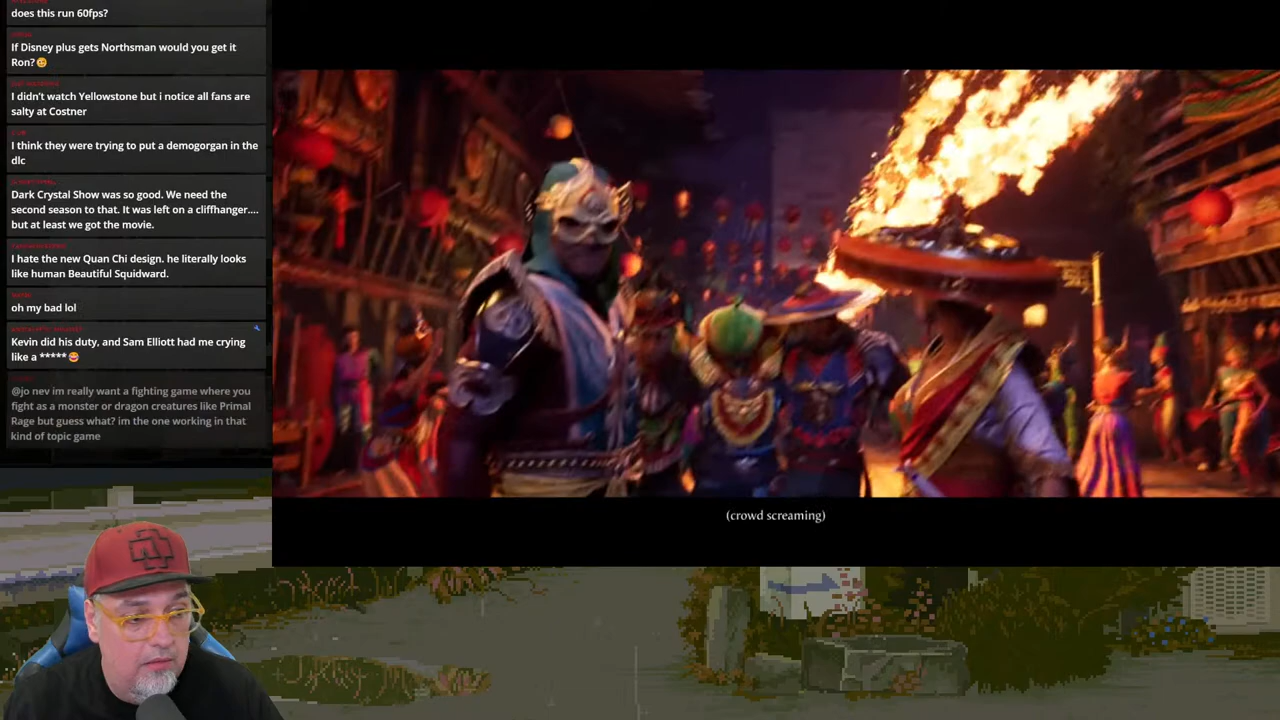 does this run 60fps?
If Disney plus gets Northsman would you get it
Ron?
I didn't watch Yellowstone but i notice all fans are
salty at Costner
I think they were trying to put a demogorgan in the
dlc
Dark Crystal Show was so good. We need the
second season to that. It was left on a cliffhanger....
but at least we got the movie.
I hate the new Quan Chi design. he literally looks
like human Beautiful Squidward.
oh my bad lol
Kevin did his duty, and Sam Elliott had me crying
like a *****
@jo nev im really want a fighting game where you
fight as a monster or dragon creatures like Primal
Rage but guess what? im the one working in that
kind of topic game
(crowd screaming)